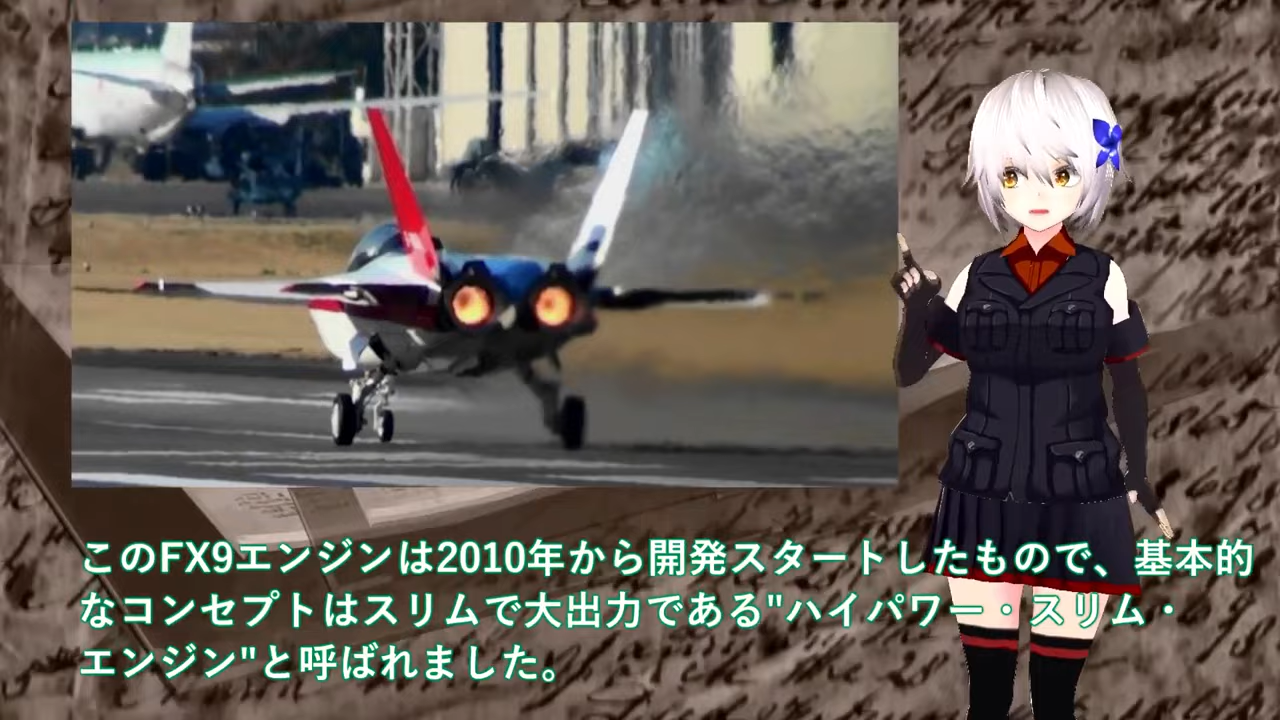 このFX9エンジンは2010年から開発スタートしたもので、基本的
なコンセプトはスリムで大出力である"ハイパワー・スリム・
エンジン"と呼ばれました。